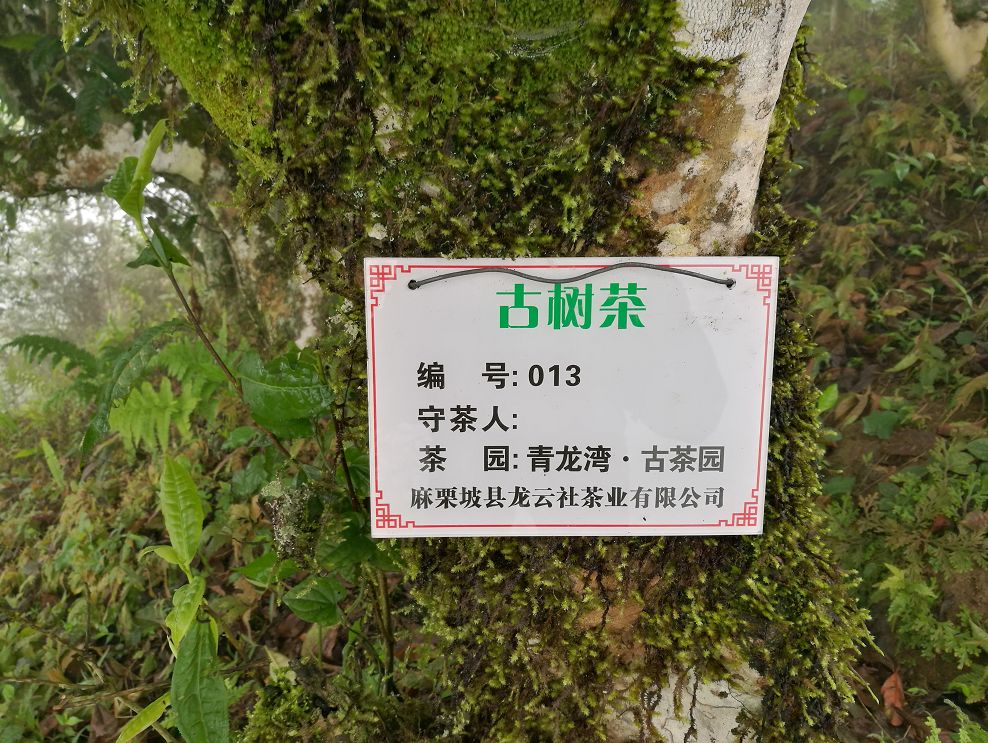 古树茶
编 号: 013
守茶人:
茶 园: 青龙湾·古茶园
麻栗坡县龙云社茶业有限公司